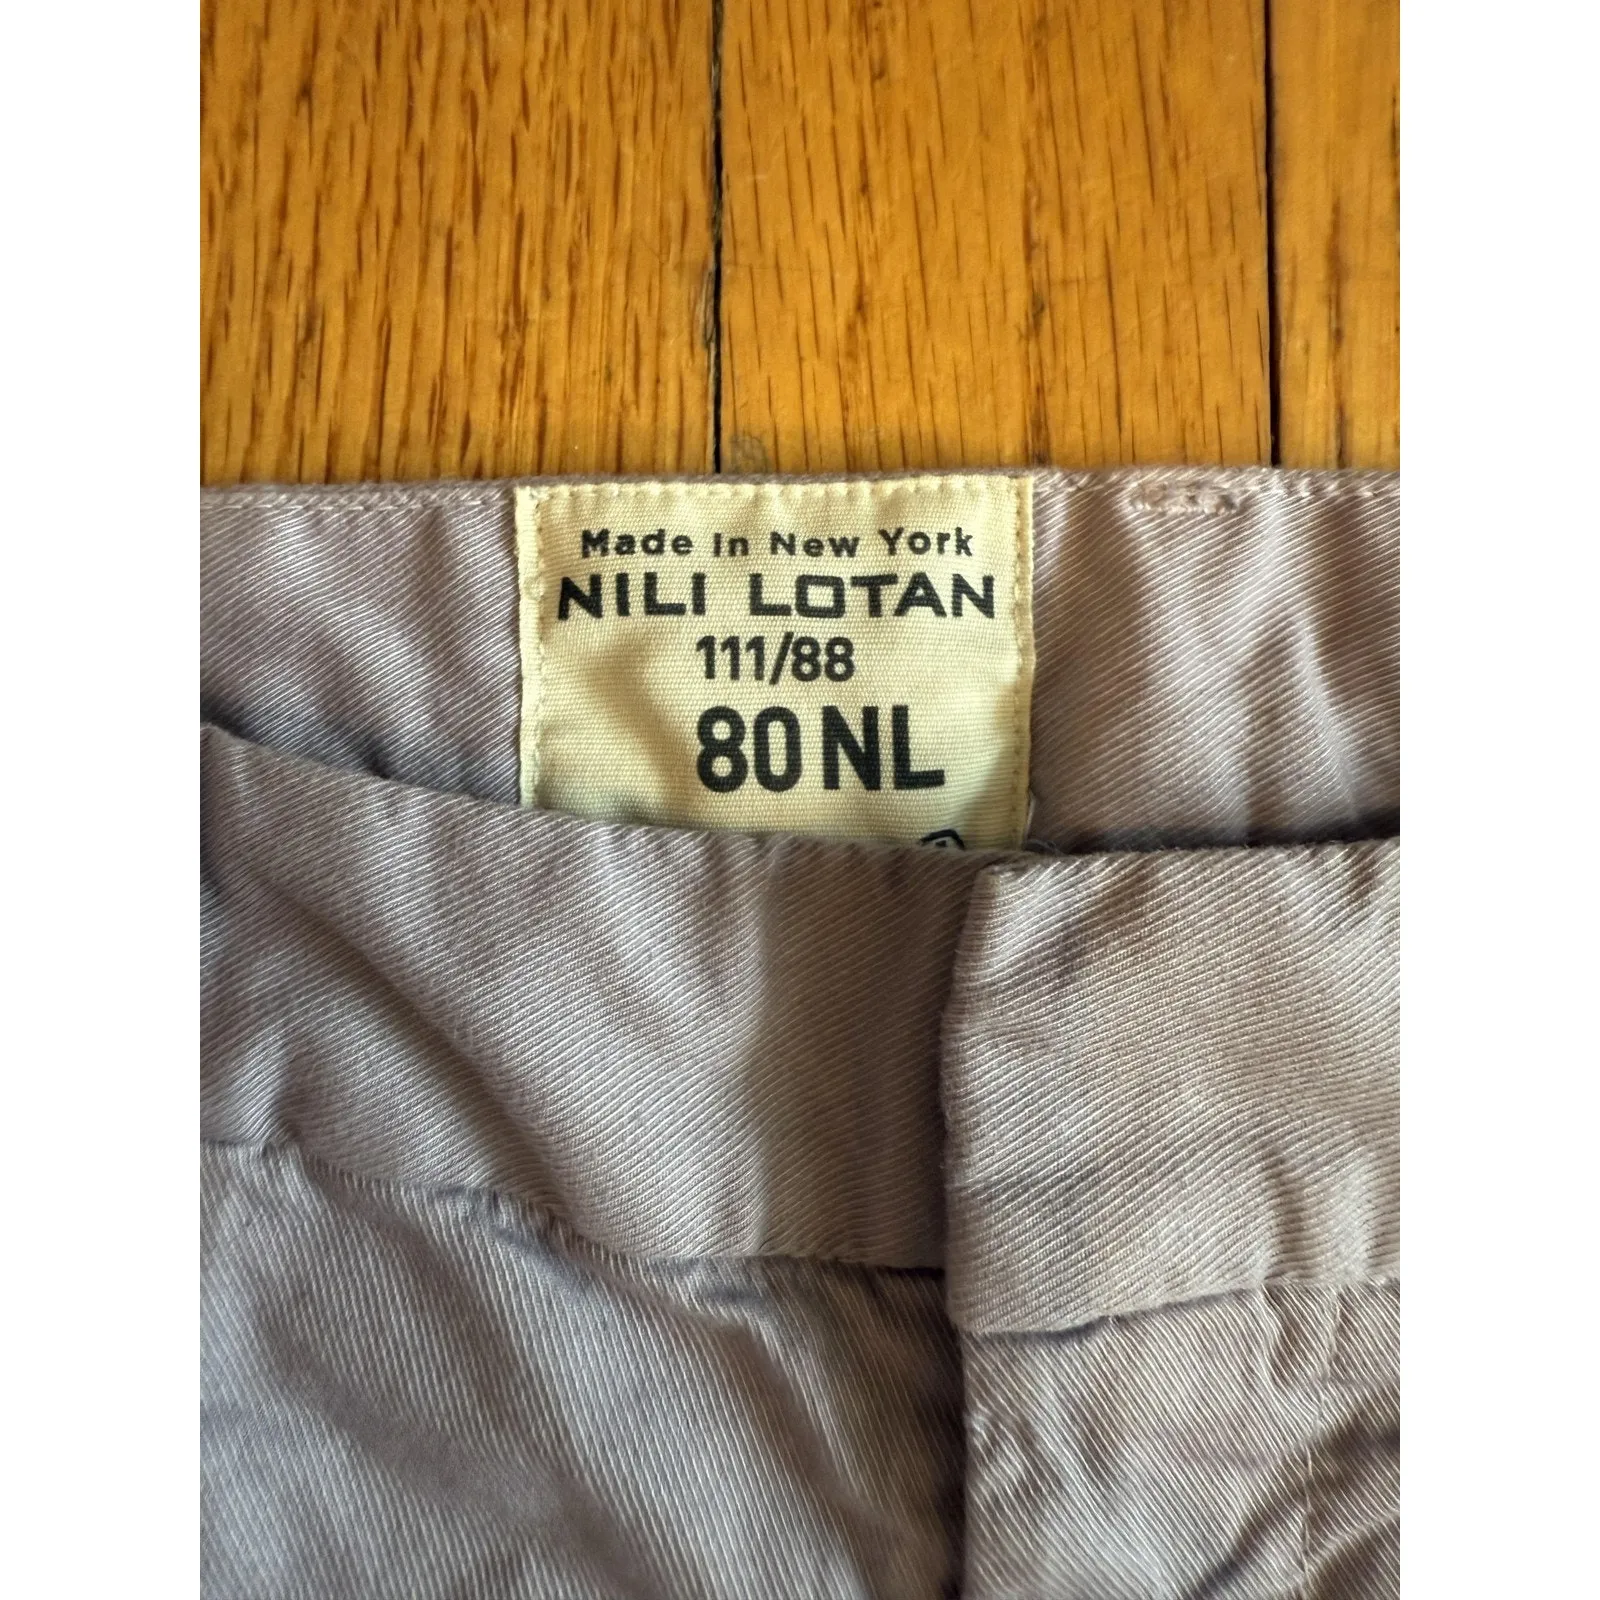 Made In New York
NILI LOTAN
111/88
80 NL